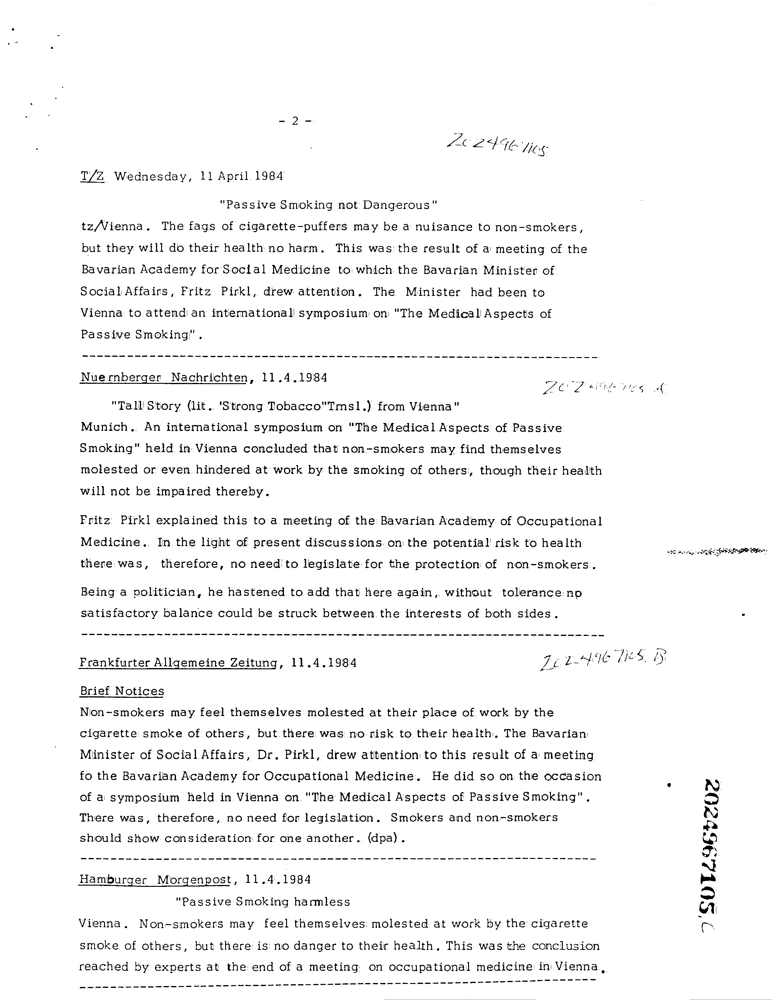 - 2 -
2024967105
T/Z Wednesday, 11 April 1984
"Passive Smoking not Dangerous"
tz/Vienna. The fags of cigarette-puffers may be a nuisance to non-smokers,
but they will do their health no harm. This was the result of a meeting of the
Bavarian Academy for Social Medicine to which the Bavarian Minister of
Social Affairs, Fritz Pirkl, drew attention. The Minister had been to
Vienna to attend an international symposium on "The Medical Aspects of
Passive Smoking".
Nuernberger Nachrichten, 11.4.1984
2024967105 A
"Tall Story (lit. 'Strong Tobacco"Trnsl.) from Vienna"
Munich. An international symposium on "The Medical Aspects of Passive
Smoking" held in Vienna concluded that non-smokers may find themselves
molested or even hindered at work by the smoking of others, though their health
will not be impaired thereby.
Fritz Pirkl explained this to a meeting of the Bavarian Academy of Occupational
Medicine. In the light of present discussions on the potential risk to health
there was, therefore, no need to legislate for the protection of non-smokers.
Being a politician, he hastened to add that here again, without tolerance no
satisfactory balance could be struck between the interests of both sides.
Frankfurter Allgemeine Zeitung, 11.4.1984
2024967105 B
Brief Notices
Non-smokers may feel themselves molested at their place of work by the
cigarette smoke of others, but there was no risk to their health. The Bavarian
Minister of Social Affairs, Dr. Pirkl, drew attention to this result of a meeting
fo the Bavarian Academy for Occupational Medicine. He did so on the occasion
of a symposium held in Vienna on "The Medical Aspects of Passive Smoking".
There was, therefore, no need for legislation. Smokers and non-smokers
should show consideration for one another. (dpa).
Hamburger Morgenpost, 11.4.1984
"Passive Smoking harmless
Vienna. Non-smokers may feel themselves molested at work by the cigarette
smoke of others, but there is no danger to their health. This was the conclusion
reached by experts at the end of a meeting on occupational medicine in Vienna.
2024967105.C